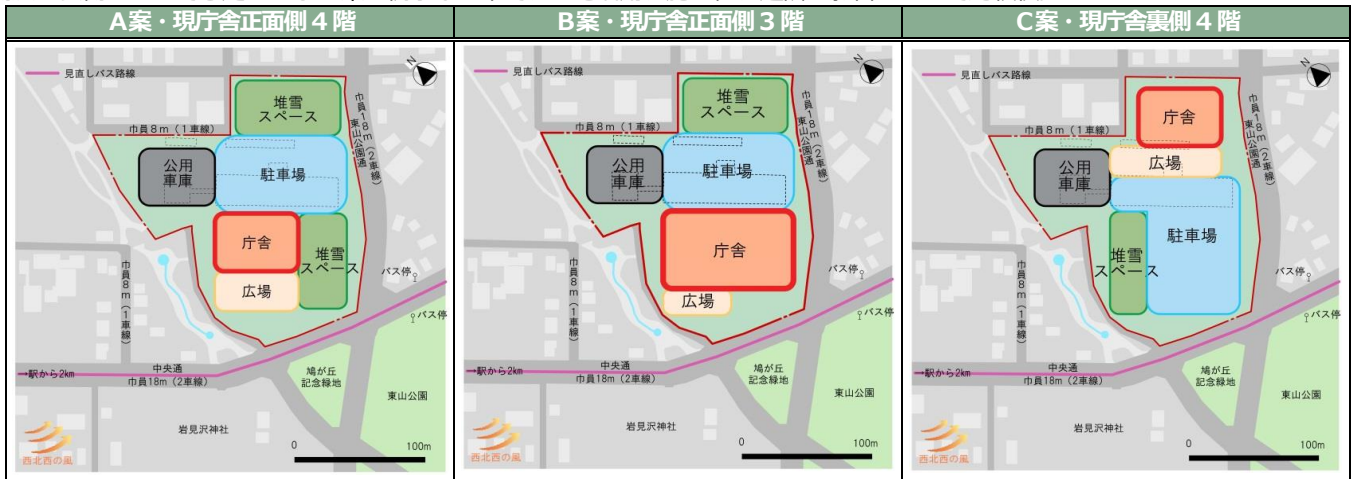 A案・現庁舎正面側４階
B案・現庁舎正面側３階
C案・現庁舎裏側４階
見直しバス路線
N
巾員18m（2車線）
東山公園通
巾員8m（1車線）
堆雪
スペース
公用
車庫
駐車場
庁舎
堆雪
スペース
広場
巾員8m（1車線）
バス停
バス停
→駅から2km
中央通
巾員18m（2車線）
鳩が丘
記念緑地
東山公園
岩見沢神社
西北西の風
0
100m
見直しバス路線
N
巾員18m（2車線）
東山公園通
巾員8m（1車線）
堆雪
スペース
公用
車庫
駐車場
庁舎
広場
巾員8m（1車線）
バス停
バス停
→駅から2km
中央通
巾員18m（2車線）
鳩が丘
記念緑地
東山公園
岩見沢神社
西北西の風
0
100m
見直しバス路線
N
巾員18m（2車線）
東山公園通
巾員8m（1車線）
庁舎
広場
公用
車庫
駐車場
堆雪
スペース
巾員8m（1車線）
バス停
バス停
→駅から2km
中央通
巾員18m（2車線）
鳩が丘
記念緑地
東山公園
岩見沢神社
西北西の風
0
100m